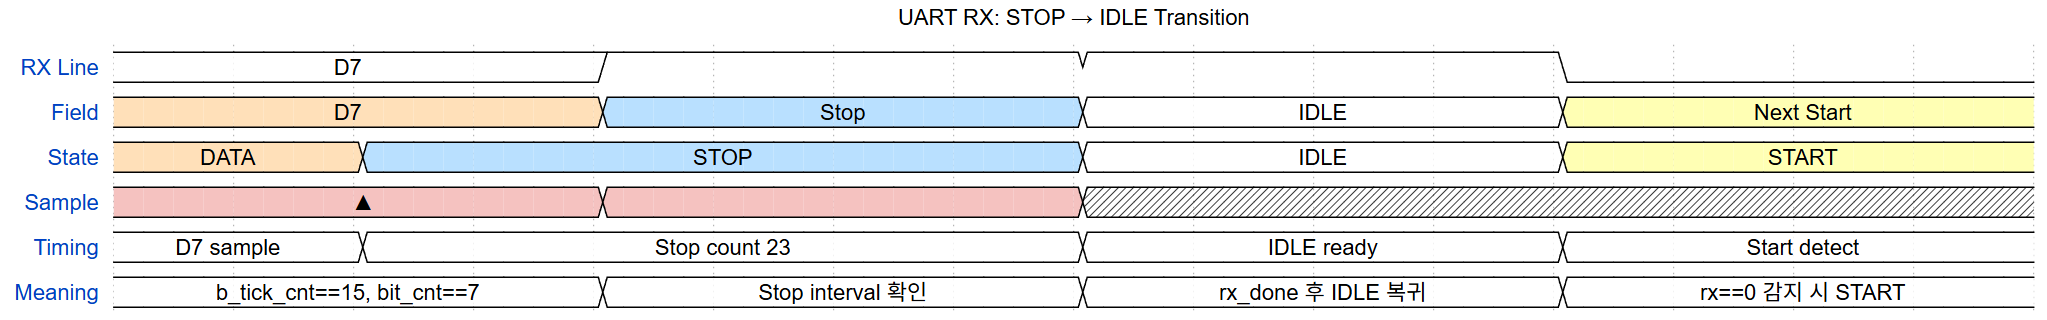 UART RX: STOP → IDLE Transition
RX Line D7
Field D7 Stop IDLE Next Start
State DATA STOP IDLE START
Sample ▲
Timing D7 sample Stop count 23 IDLE ready Start detect
Meaning b_tick_cnt==15, bit_cnt==7 Stop interval 확인 rx_done 후 IDLE 복귀 rx==0 감지 시 START